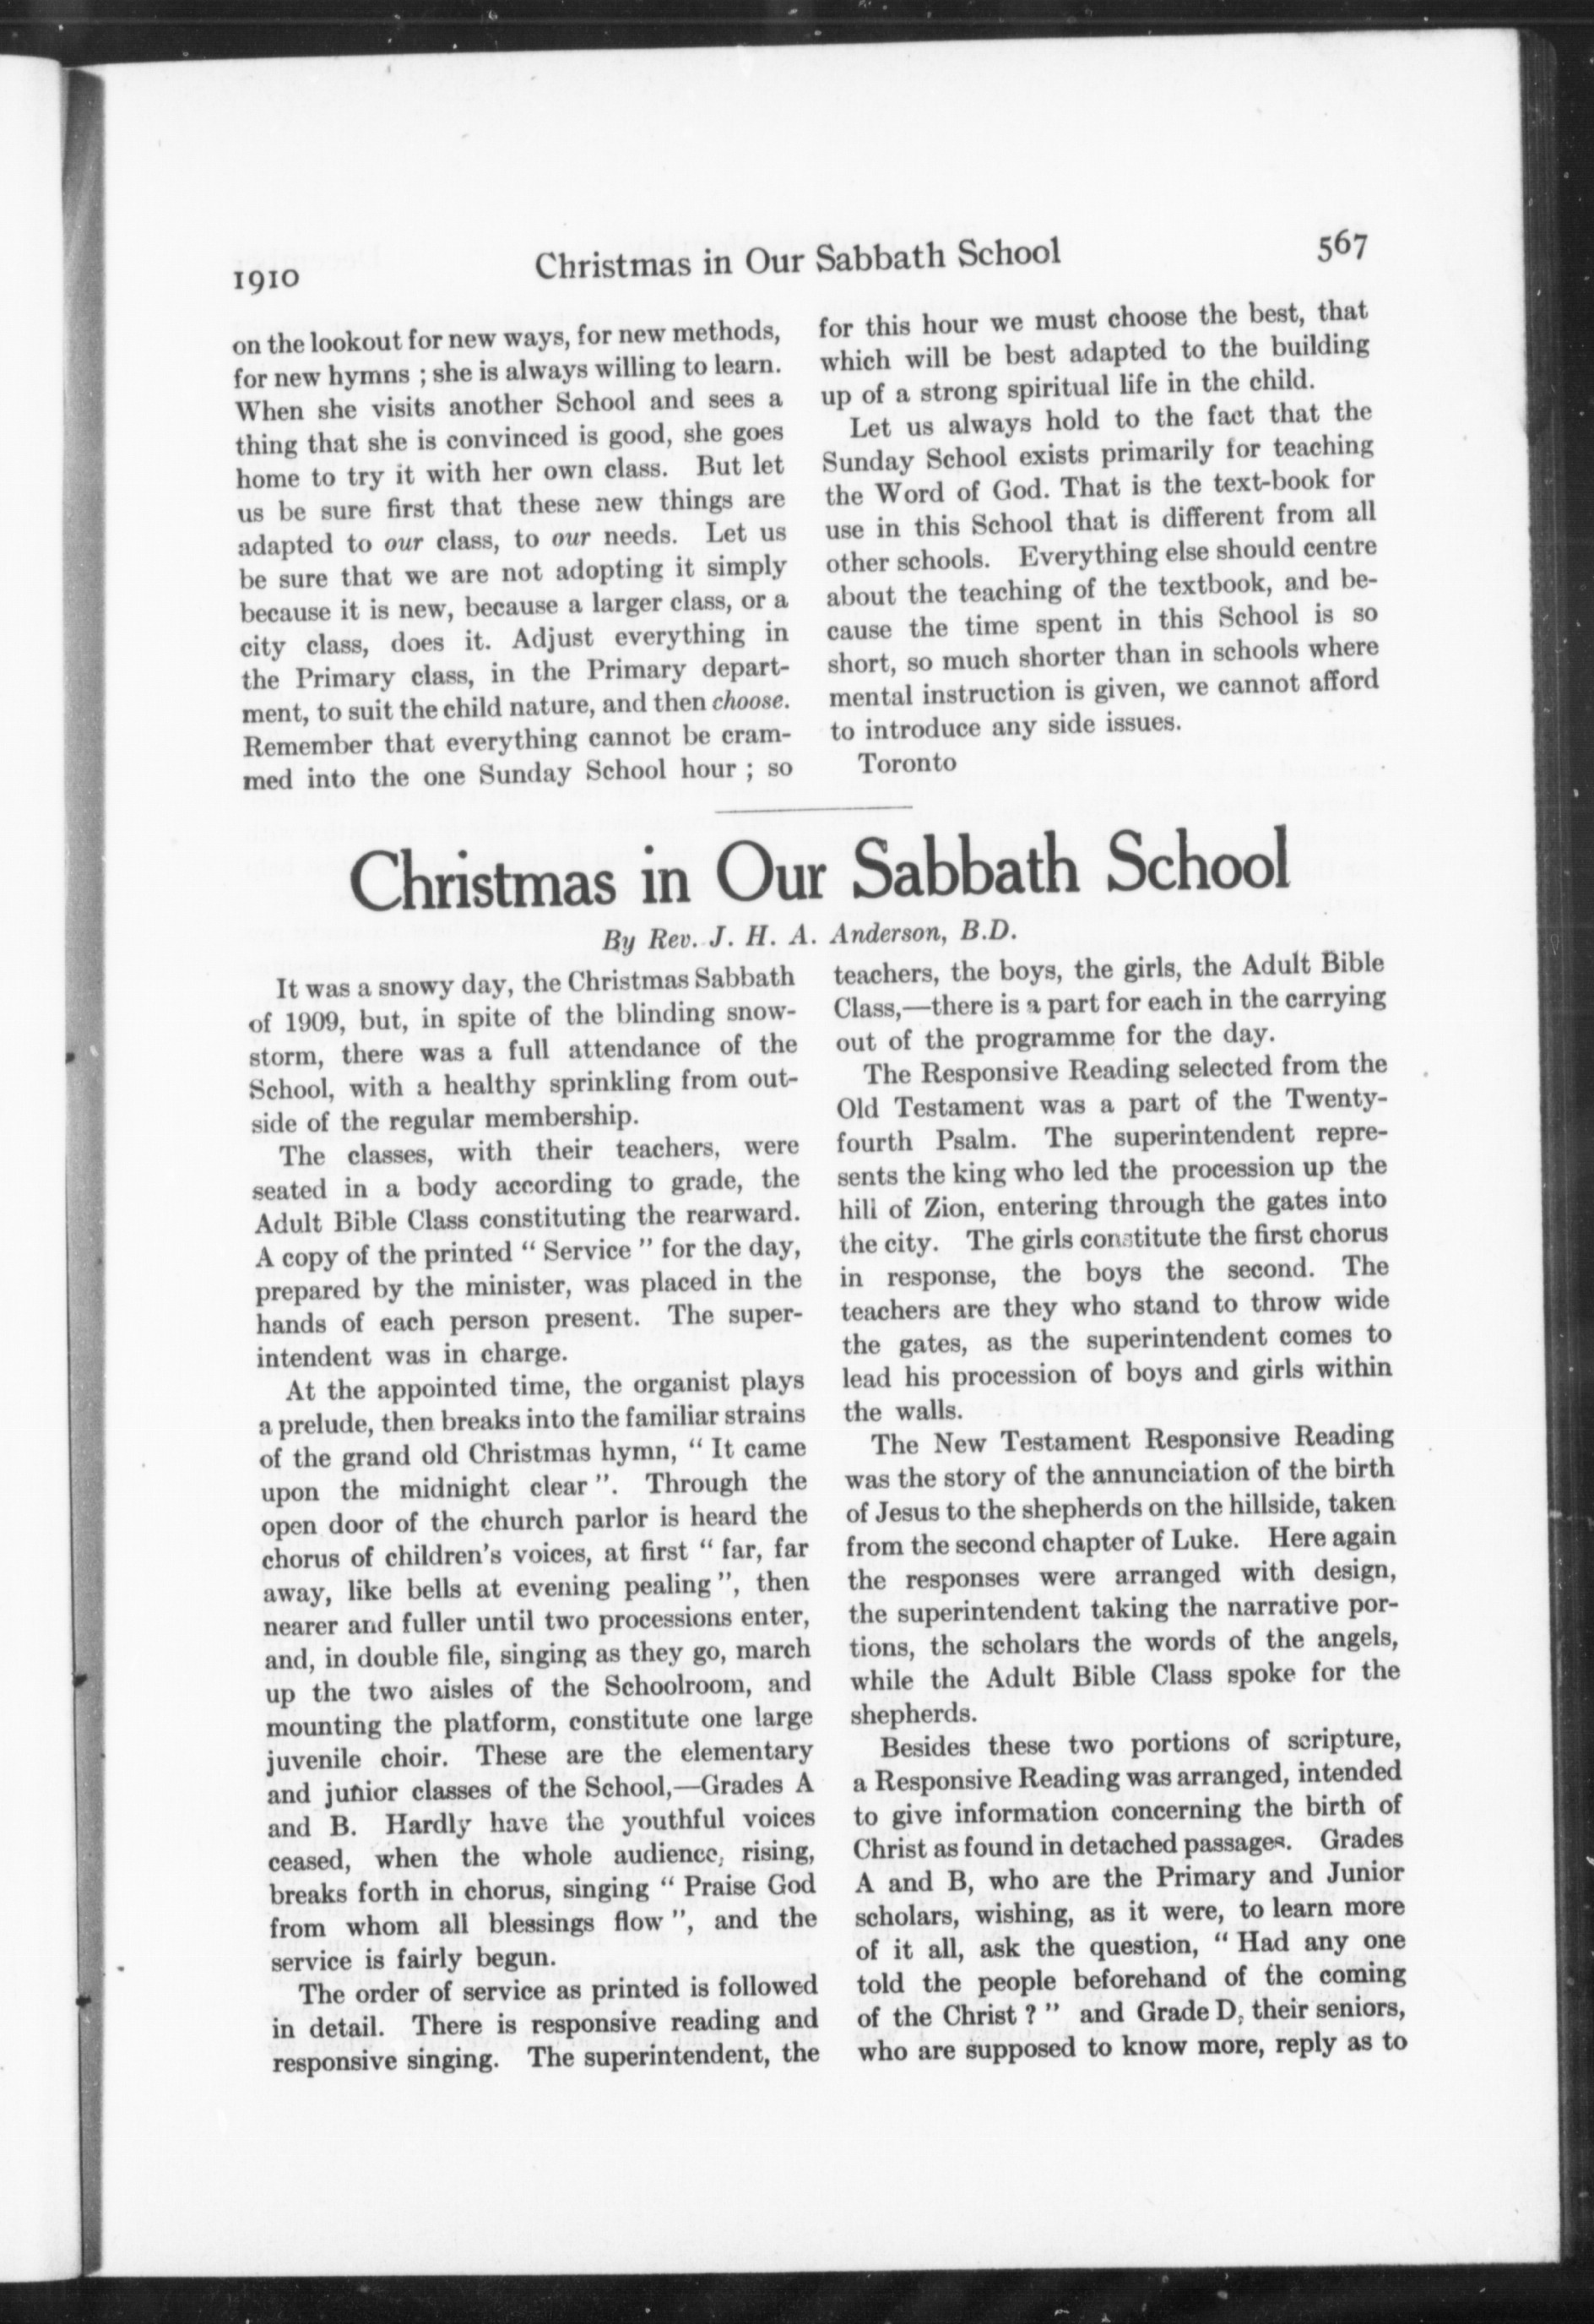 1910
Christmas in Our Sabbath School
567
on the lookout for new ways, for new methods,
for new hymns ; she is always willing to learn.
When she visits another School and sees a
thing that she is convinced is good, she goes
home to try it with her own class. But let
us be sure first that these new things are
adapted to our class, to our needs. Let us
be sure that we are not adopting it simply
because it is new, because a larger class, or a
city class, does it. Adjust everything in
the Primary class, in the Primary depart-
ment, to suit the child nature, and then choose.
Remember that everything cannot be cram-
med into the one Sunday School hour ; so
for this hour we must choose the best, that
which will be best adapted to the building
up of a strong spiritual life in the child.
Let us always hold to the fact that the
Sunday School exists primarily for teaching
the Word of God. That is the text-book for
use in this School that is different from all
other schools. Everything else should centre
about the teaching of the textbook, and be-
cause the time spent in this School is so
short, so much shorter than in schools where
mental instruction is given, we cannot afford
to introduce any side issues.
Toronto
Christmas in Our Sabbath School
By Rev. J. H. A. Anderson, B.D.
It was a snowy day, the Christmas Sabbath
of 1909, but, in spite of the blinding snow-
storm, there was a full attendance of the
School, with a healthy sprinkling from out-
side of the regular membership.
The classes, with their teachers, were
seated in a body according to grade, the
Adult Bible Class constituting the rearward.
A copy of the printed “ Service ” for the day,
prepared by the minister, was placed in the
hands of each person present. The super-
intendent was in charge.
At the appointed time, the organist plays
a prelude, then breaks into the familiar strains
of the grand old Christmas hymn, “ It came
upon the midnight clear ”. Through the
open door of the church parlor is heard the
chorus of children's voices, at first “ far, far
away, like bells at evening pealing ”, then
nearer and fuller until two processions enter,
and, in double file, singing as they go, march
up the two aisles of the Schoolroom, and
mounting the platform, constitute one large
juvenile choir. These are the elementary
and junior classes of the School,—Grades A
and B. Hardly have the youthful voices
ceased, when the whole audience, rising,
breaks forth in chorus, singing “ Praise God
from whom all blessings flow ”, and the
service is fairly begun.
The order of service as printed is followed
in detail. There is responsive reading and
responsive singing. The superintendent, the
teachers, the boys, the girls, the Adult Bible
Class,—there is a part for each in the carrying
out of the programme for the day.
The Responsive Reading selected from the
Old Testament was a part of the Twenty-
fourth Psalm. The superintendent repre-
sents the king who led the procession up the
hill of Zion, entering through the gates into
the city. The girls constitute the first chorus
in response, the boys the second. The
teachers are they who stand to throw wide
the gates, as the superintendent comes to
lead his procession of boys and girls within
the walls.
The New Testament Responsive Reading
was the story of the annunciation of the birth
of Jesus to the shepherds on the hillside, taken
from the second chapter of Luke. Here again
the responses were arranged with design,
the superintendent taking the narrative por-
tions, the scholars the words of the angels,
while the Adult Bible Class spoke for the
shepherds.
Besides these two portions of scripture,
a Responsive Reading was arranged, intended
to give information concerning the birth of
Christ as found in detached passages. Grades
A and B, who are the Primary and Junior
scholars, wishing, as it were, to learn more
of it all, ask the question, “ Had any one
told the people beforehand of the coming
of the Christ ? ” and Grade D, their seniors,
who are supposed to know more, reply as to